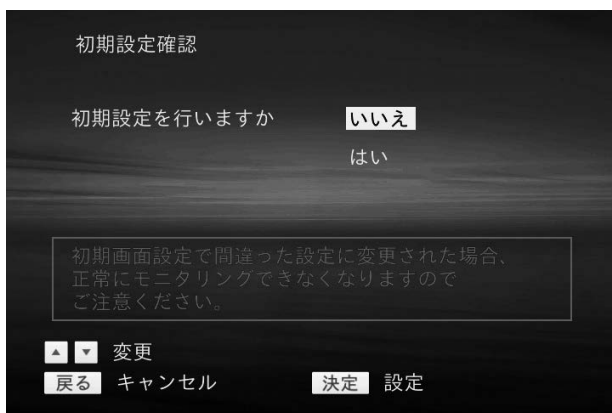 初期設定確認
初期設定を行いますか いいえ
はい
初期画面設定で間違った設定に変更された場合、
正常にモニタリングできなくなりますので
ご注意ください。
▲ ▼ 変更
戻る キャンセル 決定 設定